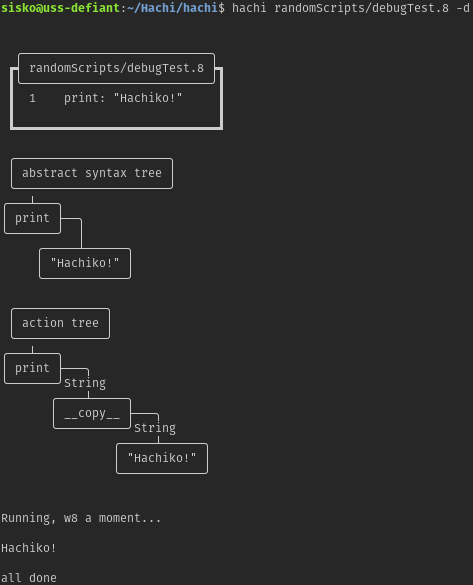 sisko@uss-defiant:~/Hachi/hachi$ hachi randomScripts/debugTest.8 -d
randomScripts/debugTest.8
1 print: "Hachiko!"
abstract syntax tree
print
"Hachiko!"
action tree
print
String
__copy__
String
"Hachiko!"
Running, w8 a moment...
Hachiko!
all done